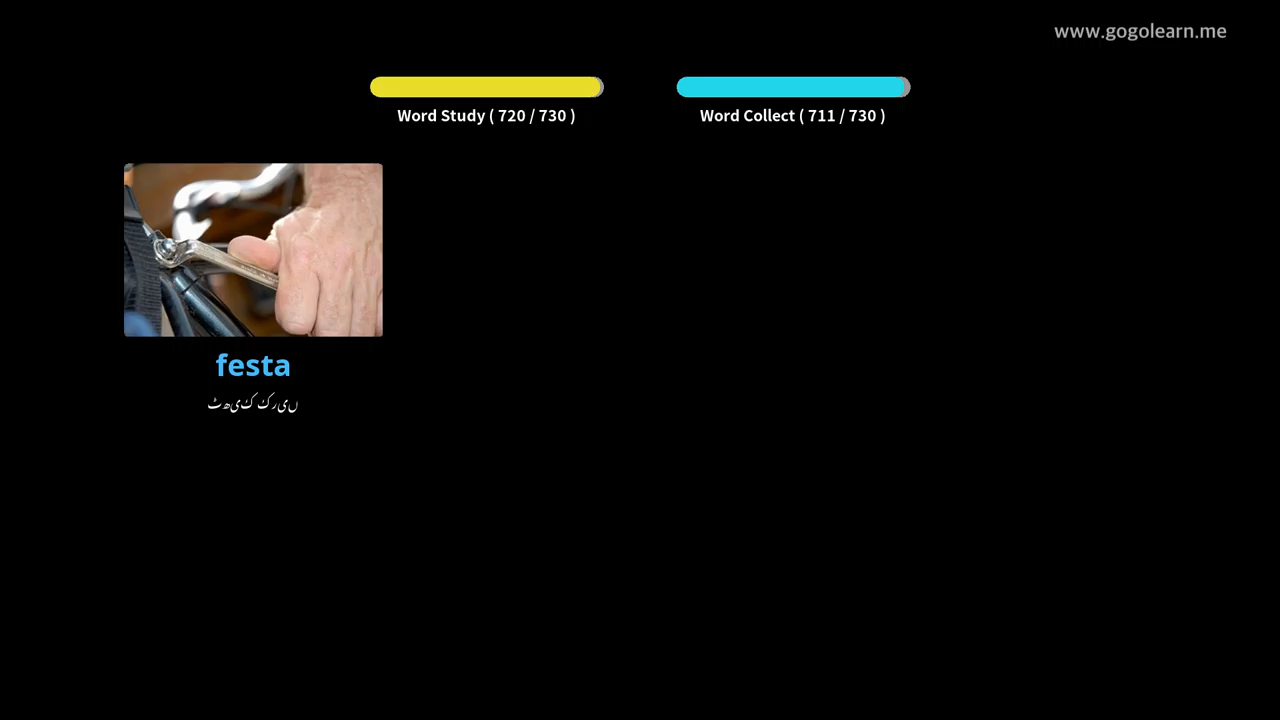 www.gogolearn.me
Word Study ( 720 / 730 )
Word Collect ( 711 / 730 )
festa
ٹھیک کریں